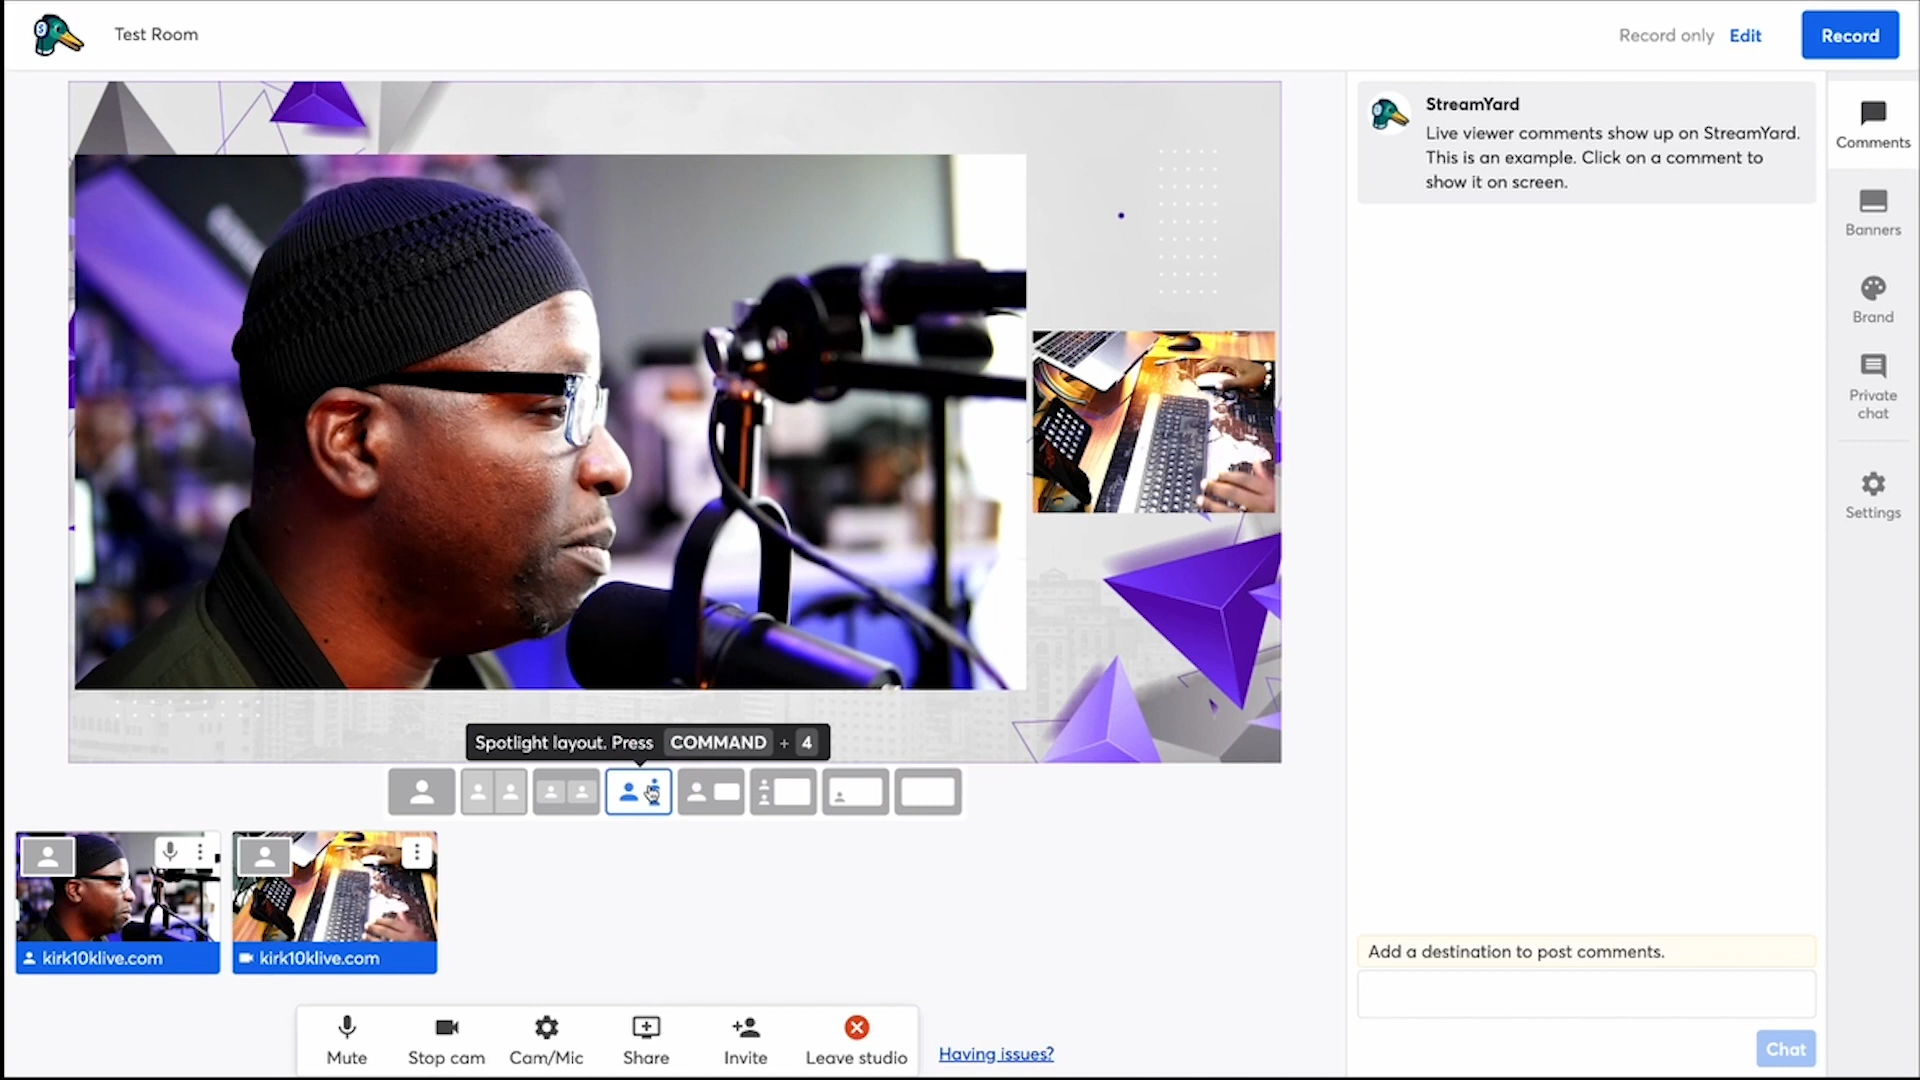 Test Room
Record only Edit Record
StreamYard
Live viewer comments show up on StreamYard.
This is an example. Click on a comment to
show it on screen.
Comments
Banners
Brand
Private
chat
Settings
Spotlight layout. Press COMMAND + 4
kirk10klive.com
kirk10klive.com
Add a destination to post comments.
Chat
Mute
Stop cam
Cam/Mic
Share
Invite
Leave studio
Having issues?